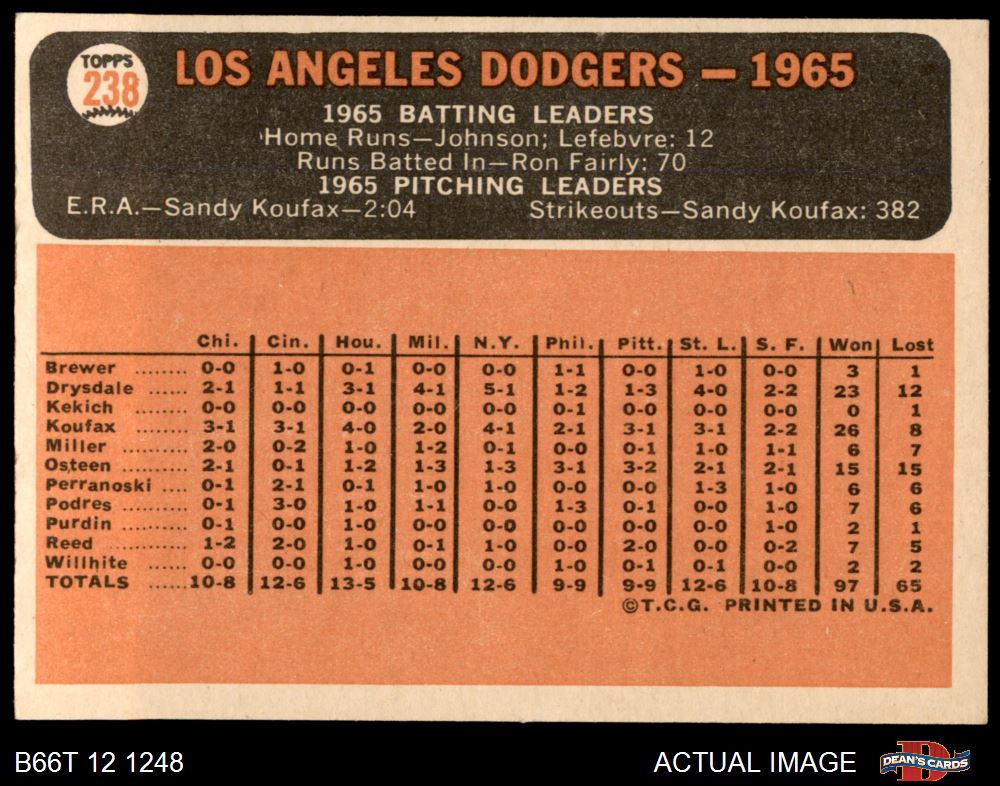 TOPPS
238
LOS ANGELES DODGERS — 1965
1965 BATTING LEADERS
Home Runs—Johnson; Lefebvre: 12
Runs Batted In—Ron Fairly: 70
1965 PITCHING LEADERS
E.R.A.—Sandy Koufax—2:04 Strikeouts—Sandy Koufax: 382
Chi. Cin. Hou. Mil. N.Y. Phil. Pitt. St. L. S. F. Won Lost
Brewer ........ 0-0 1-0 0-1 0-0 0-0 1-1 0-0 1-0 0-0 3 1
Drysdale ...... 2-1 1-1 3-1 4-1 5-1 1-2 1-3 4-0 2-2 23 12
Kekich ........ 0-0 0-0 0-0 0-0 0-0 0-1 0-0 0-0 0-0 0 1
Koufax ........ 3-1 3-1 4-0 2-0 4-1 2-1 3-1 3-1 2-2 26 8
Miller .......... 2-0 0-2 1-0 1-2 0-1 0-1 0-0 1-0 1-1 6 7
Osteen ........ 2-1 0-1 1-2 1-3 1-3 3-1 3-2 2-1 2-1 15 15
Perranoski .... 0-1 2-1 0-1 1-0 1-0 0-0 0-0 1-3 1-0 6 6
Podres ........ 0-1 3-0 1-0 1-1 0-0 1-3 0-1 0-0 1-0 7 6
Purdin ........ 0-1 0-0 0-0 0-0 0-0 0-0 0-0 0-0 1-0 2 1
Reed ........... 1-2 2-0 1-0 0-1 1-0 0-0 2-0 0-0 0-2 7 5
Willhite ........ 0-0 0-0 1-0 0-0 0-0 1-0 0-1 0-1 0-0 2 2
TOTALS ...... 10-8 12-6 13-5 10-8 12-6 9-9 9-9 12-6 10-8 97 65
©T.C.G. PRINTED IN U.S.A.
B66T 12 1248 ACTUAL IMAGE
D
DEAN'S CARDS